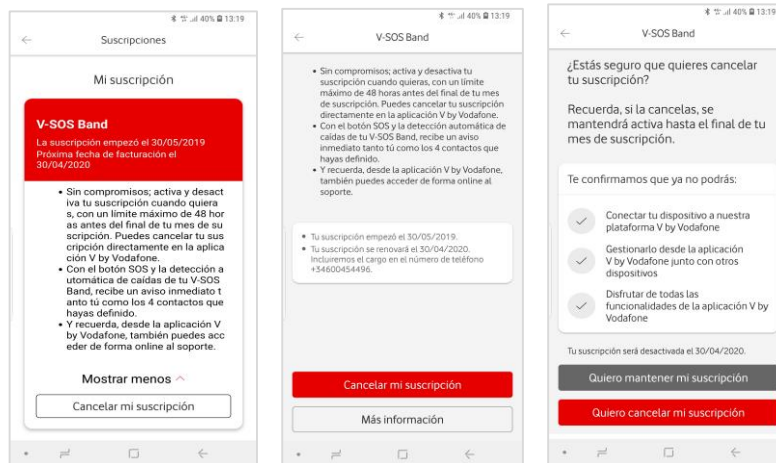 40% 13:19
Suscripciones
Mi suscripción
V-SOS Band
La suscripción empezó el 30/05/2019
Próxima fecha de facturación el
30/04/2020
• Sin compromisos; activa y desact
iva tu suscripción cuando quiera
s, con un límite máximo de 48 hor
as antes del final de tu mes de su
scripción. Puedes cancelar tu sus
cripción directamente en la aplica
ción V by Vodafone.
• Con el botón SOS y la detección a
utomática de caídas de tu V-SOS
Band, recibe un aviso inmediato t
anto tú como los 4 contactos que
hayas definido.
• Y recuerda, desde la aplicación V
by Vodafone, también puedes acc
eder de forma online al soporte.
Mostrar menos
Cancelar mi suscripción
40% 13:19
V-SOS Band
• Sin compromisos; activa y desactiva tu
suscripción cuando quieras, con un límite
máximo de 48 horas antes del final de tu mes
de suscripción. Puedes cancelar tu suscripción
directamente en la aplicación V by Vodafone.
• Con el botón SOS y la detección automática de
caídas de tu V-SOS Band, recibe un aviso
inmediato tanto tú como los 4 contactos que
hayas definido.
• Y recuerda, desde la aplicación V by Vodafone,
también puedes acceder de forma online al
soporte.
• Tu suscripción empezó el 30/05/2019.
• Tu suscripción se renovará el 30/04/2020.
Incluiremos el cargo en el número de teléfono
+34600454496.
Cancelar mi suscripción
Más información
40% 13:19
V-SOS Band
¿Estás seguro que quieres cancelar
tu suscripción?
Recuerda, si la cancelas, se
mantendrá activa hasta el final de tu
mes de suscripción.
Te confirmamos que ya no podrás:
Conectar tu dispositivo a nuestra
plataforma V by Vodafone
Gestionarlo desde la aplicación
V by Vodafone junto con otros
dispositivos
Disfrutar de todas las
funcionalidades de la aplicación V by
Vodafone
Tu suscripción será desactivada el 30/04/2020.
Quiero mantener mi suscripción
Quiero cancelar mi suscripción